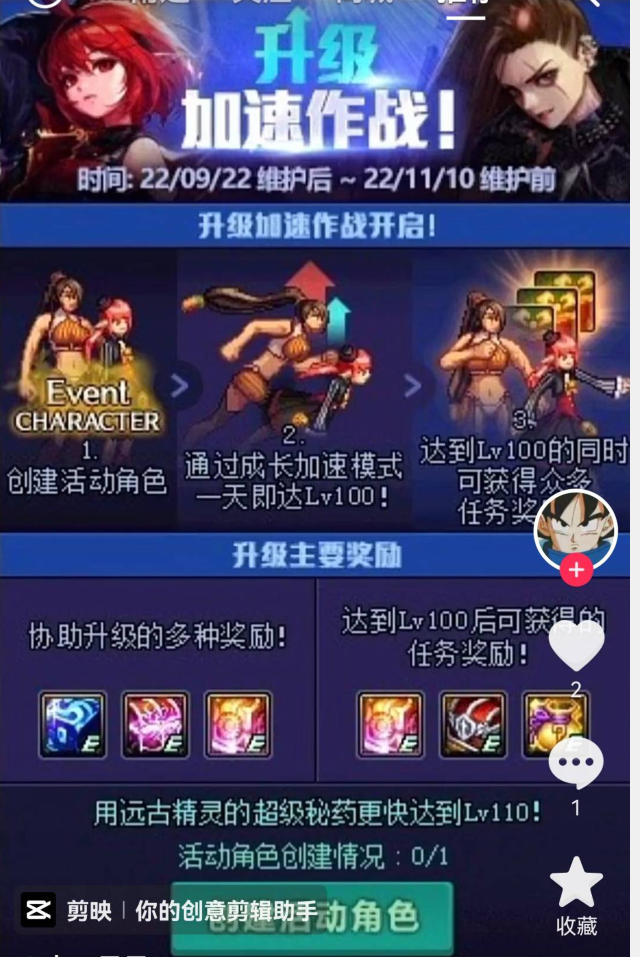 升级
加速作战!
时间: 22/09/22 维护后 ~ 22/11/10 维护前
升级加速作战开启!
Event
CHARACTER
1.
创建活动角色
2.
通过成长加速模式
一天即达Lv100!
3.
达到Lv100的同时
可获得众多
任务奖
升级主要奖励
协助升级的多种奖励!
达到Lv100后可获得的
任务奖励!
E
E
E
E
E
E
2
1
用远古精灵的超级秘药更快达到Lv110!
活动角色创建情况:0/1
创建活动角色
剪映 | 你的创意剪辑助手
收藏